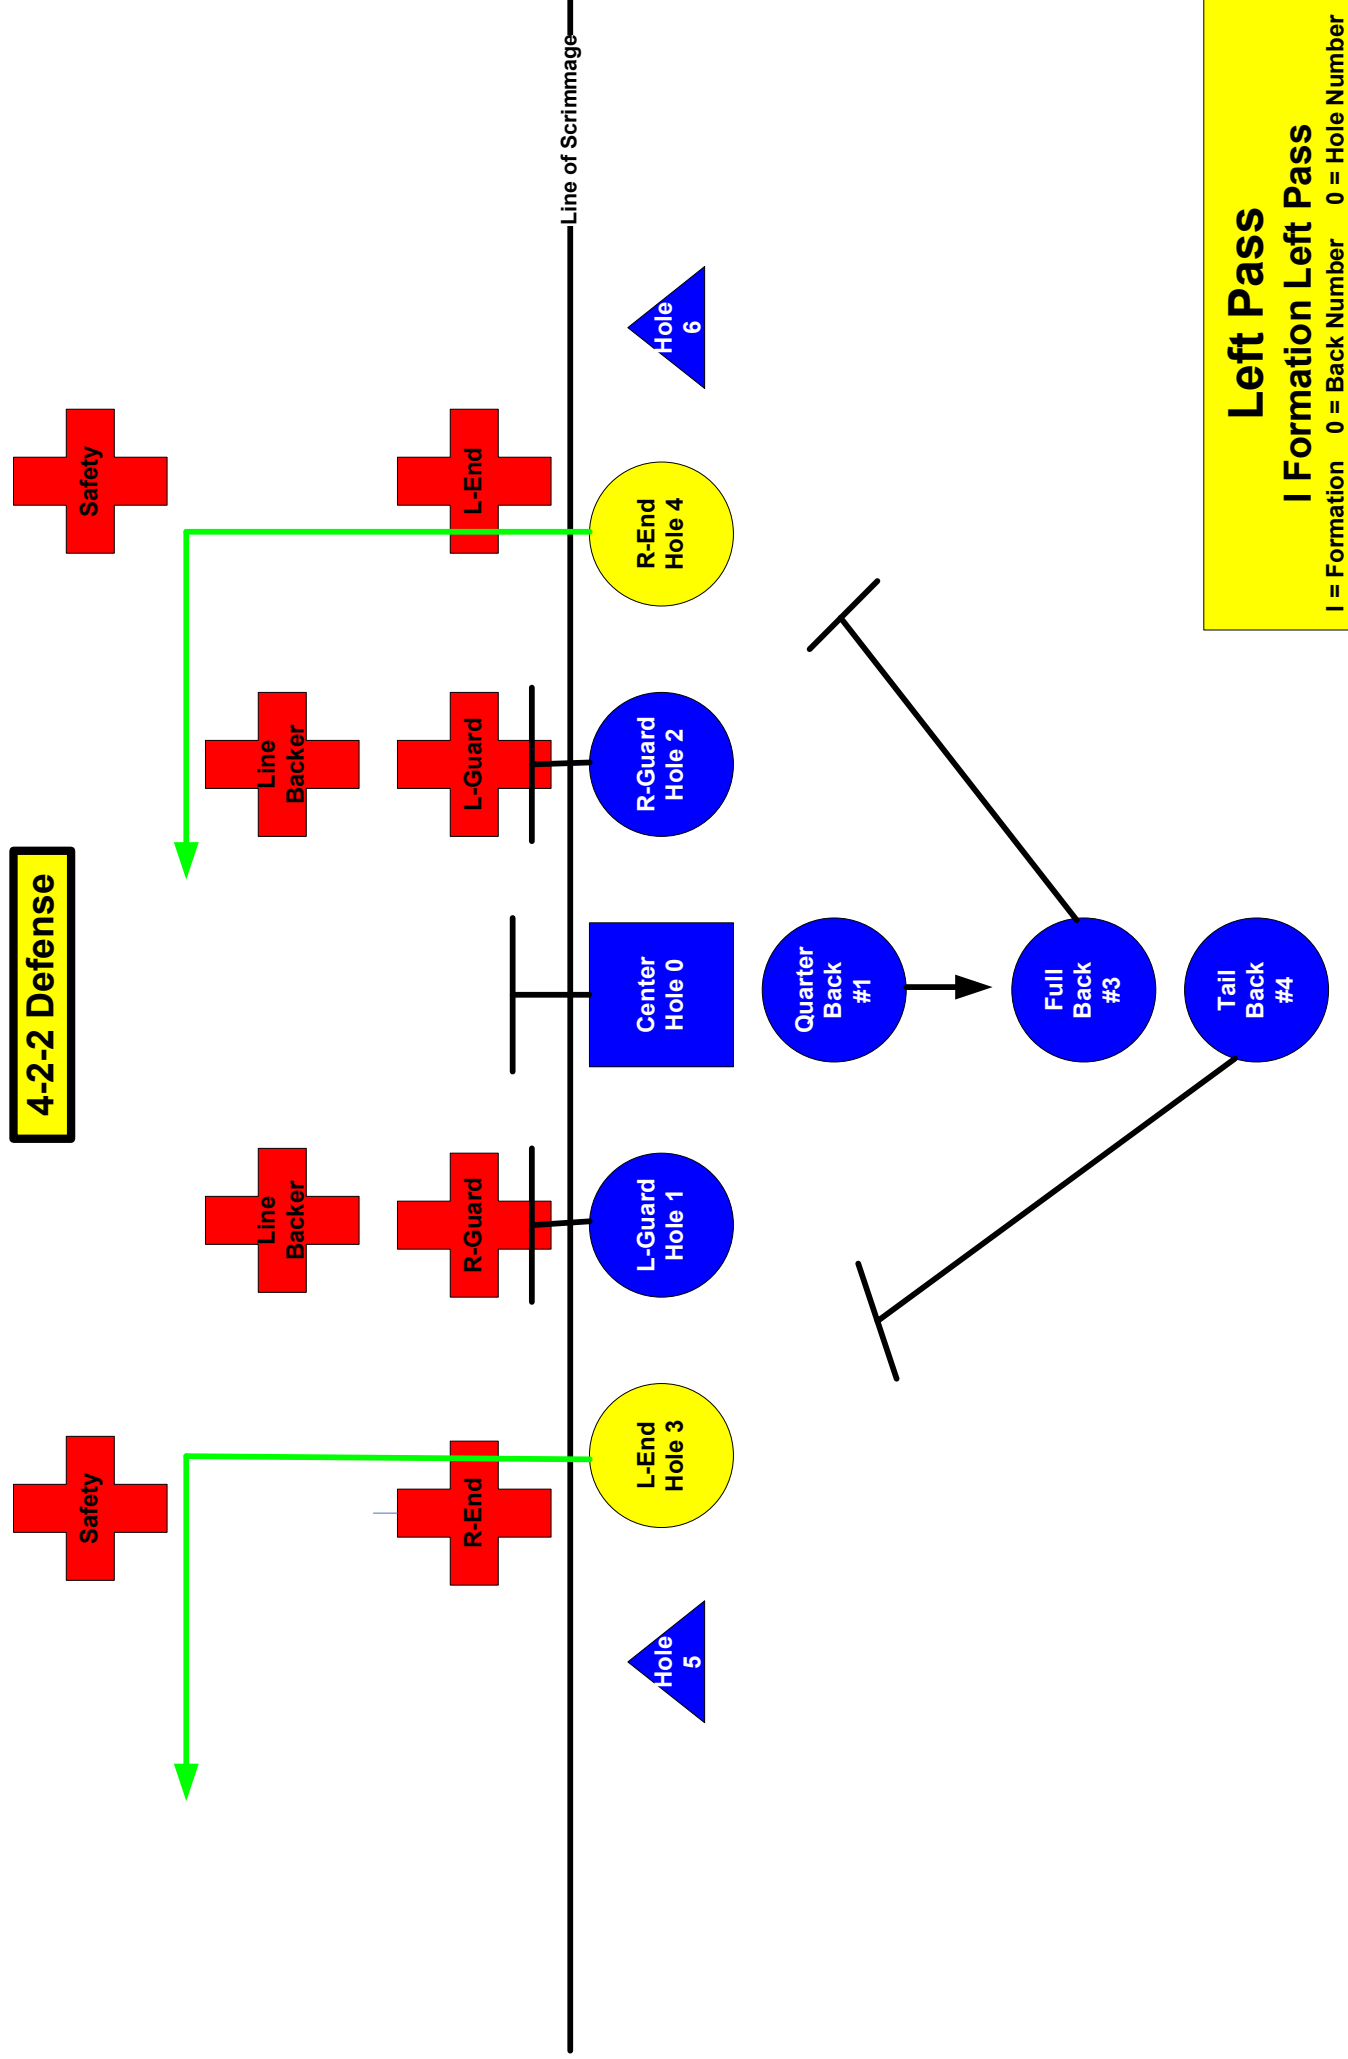 4-2-2 Defense
Safety
Safety
Line
Backer
Line
Backer
R-End
R-Guard
L-Guard
L-End
Line of Scrimmage
Hole
5
L-End
Hole 3
L-Guard
Hole 1
Center
Hole 0
R-Guard
Hole 2
R-End
Hole 4
Hole
6
Quarter
Back
#1
Full
Back
#3
Tail
Back
#4
Left Pass
I Formation Left Pass
I = Formation 0 = Back Number 0 = Hole Number